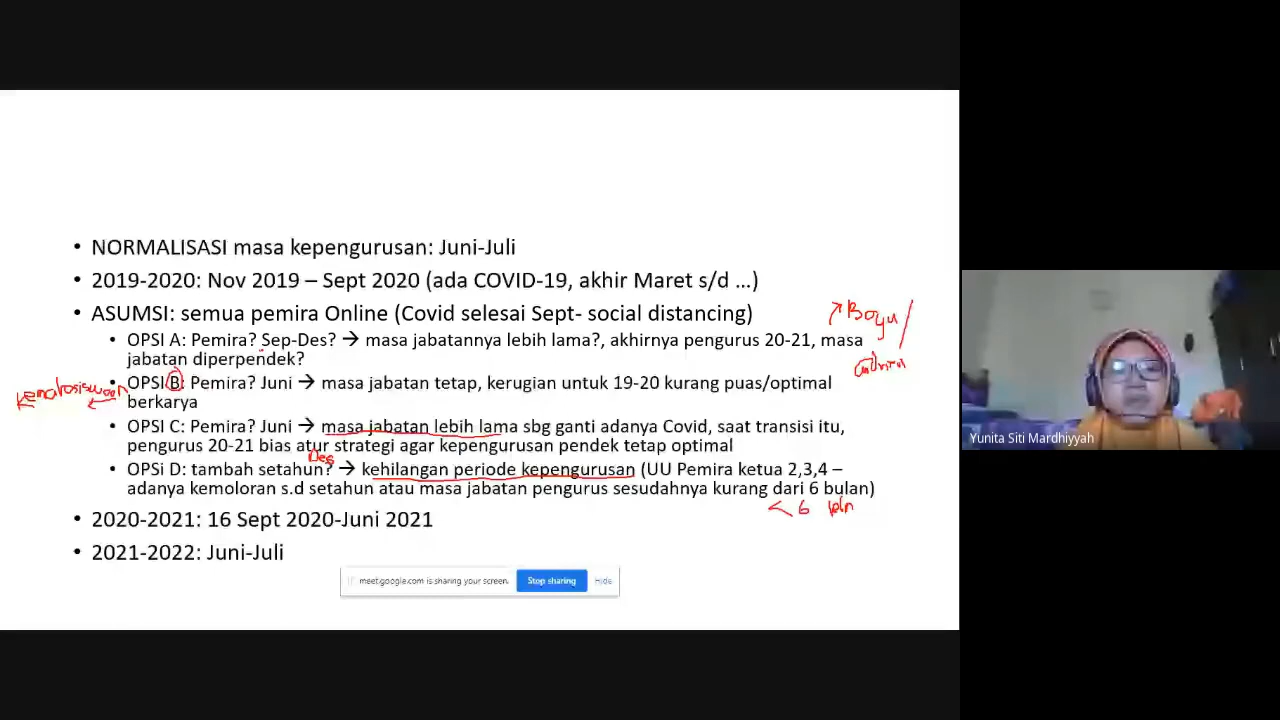 • NORMALISASI masa kepengurusan: Juni-Juli
• 2019-2020: Nov 2019 – Sept 2020 (ada COVID-19, akhir Maret s/d …)
• ASUMSI: semua pemira Online (Covid selesai Sept- social distancing)
Bayu /
• OPSI A: Pemira? Sep-Des? → masa jabatannya lebih lama?, akhirnya pengurus 20-21, masa
jabatan diperpendek?
• OPSI B: Pemira? Juni → masa jabatan tetap, kerugian untuk 19-20 kurang puas/optimal
kemahasiswaan
berkarya
• OPSI C: Pemira? Juni → masa jabatan lebih lama sbg ganti adanya Covid, saat transisi itu,
pengurus 20-21 bias atur strategi agar kepengurusan pendek tetap optimal
Des
• OPSi D: tambah setahun? → kehilangan periode kepengurusan (UU Pemira ketua 2,3,4 –
adanya kemoloran s.d setahun atau masa jabatan pengurus sesudahnya kurang dari 6 bulan)
< 6 bln
• 2020-2021: 16 Sept 2020-Juni 2021
• 2021-2022: Juni-Juli
meet.google.com is sharing your screen.
Stop sharing
Hide
Yunita Siti Mardhiyyah